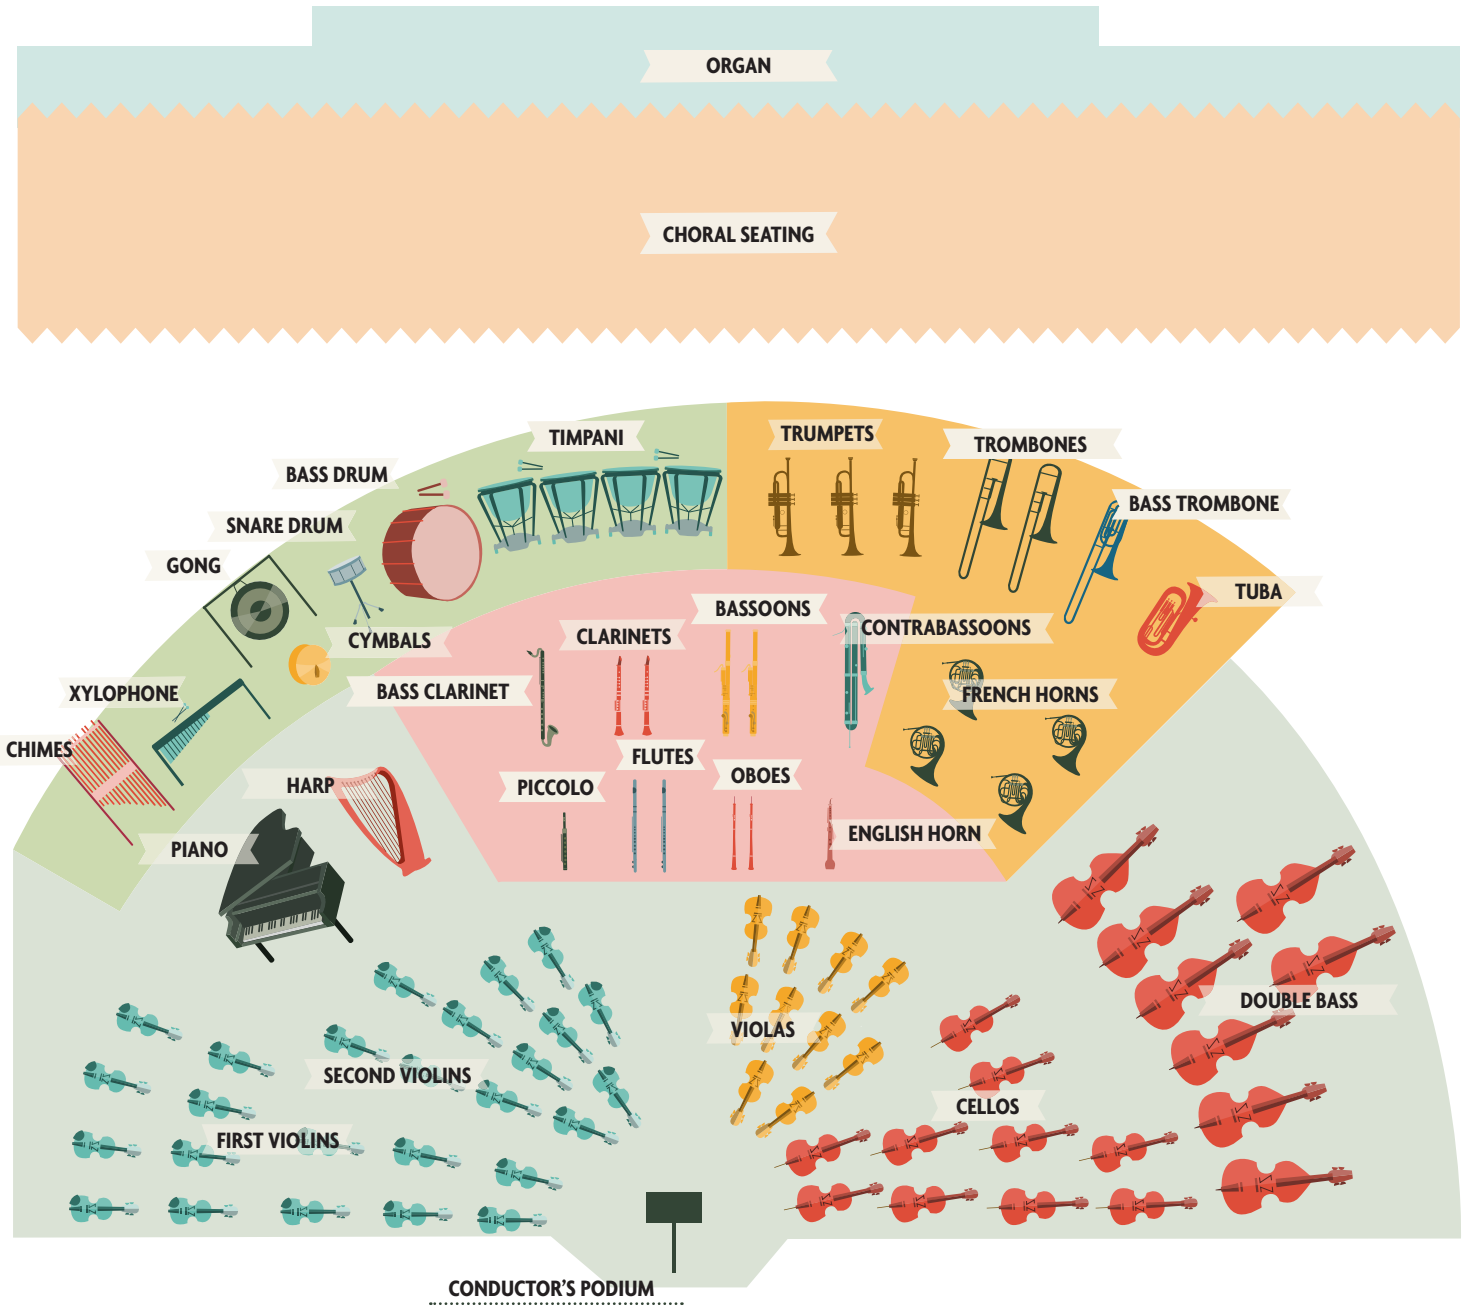 ORGAN
CHORAL SEATING
TIMPANI
TRUMPETS
TROMBONES
BASS DRUM
BASS TROMBONE
SNARE DRUM
GONG
TUBA
BASSOONS
CONTRABASSOONS
CLARINETS
CYMBALS
BASS CLARINET
XYLOPHONE
FRENCH HORNS
CHIMES
FLUTES
OBOES
HARP
PICCOLO
ENGLISH HORN
PIANO
DOUBLE BASS
VIOLAS
SECOND VIOLINS
CELLOS
FIRST VIOLINS
CONDUCTOR'S PODIUM